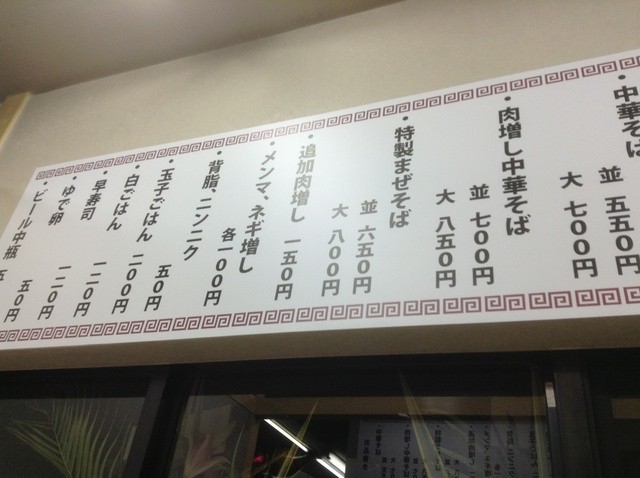 ・中華そば
並 五五〇円
大 七〇〇円
・肉増し中華そば
並 七〇〇円
大 八五〇円
・特製まぜそば
並 六五〇円
大 八〇〇円
・追加肉増し 一五〇円
・メンマ、ネギ増し
背脂、ニンニク 各一〇〇円
・玉子ごはん 五〇円
・白ごはん 二〇〇円
・早寿司 一二〇円
・ゆで卵 一二〇円
・ビール中瓶 五〇円
五